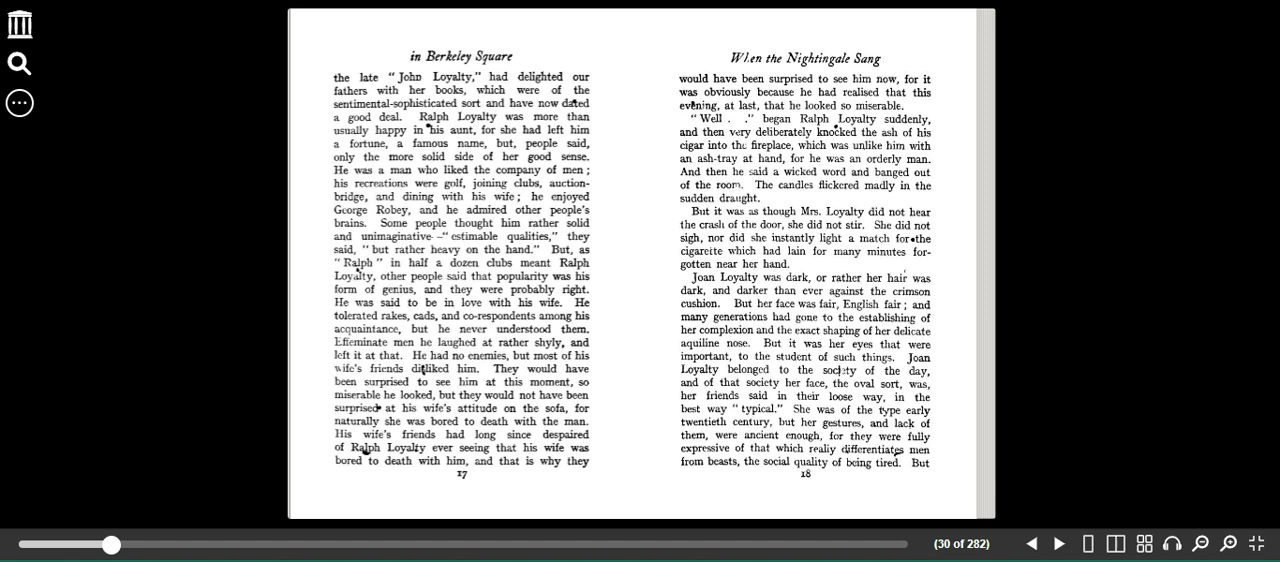 in Berkeley Square
the late "John Loyalty," had delighted our
fathers with her books, which were of the
sentimental-sophisticated sort and have now dated
a good deal. Ralph Loyalty was more than
usually happy in his aunt, for she had left him
a fortune, a famous name, but, people said,
only the more solid side of her good sense.
He was a man who liked the company of men;
his recreations were golf, joining clubs, auction-
bridge, and dining with his wife; he enjoyed
George Robey, and he admired other people's
brains. Some people thought him rather solid
and unimaginative—"estimable qualities," they
said, "but rather heavy on the hand." But, as
"Ralph" in half a dozen clubs meant Ralph
Loyalty, other people said that popularity was his
form of genius, and they were probably right.
He was said to be in love with his wife. He
tolerated rakes, cads, and co-respondents among his
acquaintance, but he never understood them.
Effeminate men he laughed at rather shyly, and
left it at that. He had no enemies, but most of his
wife's friends disliked him. They would have
been surprised to see him at this moment, so
miserable he looked, but they would not have been
surprised at his wife's attitude on the sofa, for
naturally she was bored to death with the man.
His wife's friends had long since despaired
of Ralph Loyalty ever seeing that his wife was
bored to death with him, and that is why they
17
When the Nightingale Sang
would have been surprised to see him now, for it
was obviously because he had realised that this
evening, at last, that he looked so miserable.
"Well . ." began Ralph Loyalty suddenly,
and then very deliberately knocked the ash of his
cigar into the fireplace, which was unlike him with
an ash-tray at hand, for he was an orderly man.
And then he said a wicked word and banged out
of the room. The candles flickered madly in the
sudden draught.
But it was as though Mrs. Loyalty did not hear
the crash of the door, she did not stir. She did not
sigh, nor did she instantly light a match for the
cigarette which had lain for many minutes for-
gotten near her hand.
Joan Loyalty was dark, or rather her hair was
dark, and darker than ever against the crimson
cushion. But her face was fair, English fair; and
many generations had gone to the establishing of
her complexion and the exact shaping of her delicate
aquiline nose. But it was her eyes that were
important, to the student of such things. Joan
Loyalty belonged to the society of the day,
and of that society her face, the oval sort, was,
her friends said in their loose way, in the
best way "typical." She was of the type early
twentieth century, but her gestures, and lack of
them, were ancient enough, for they were fully
expressive of that which really differentiates men
from beasts, the social quality of being tired. But
18
(30 of 282)